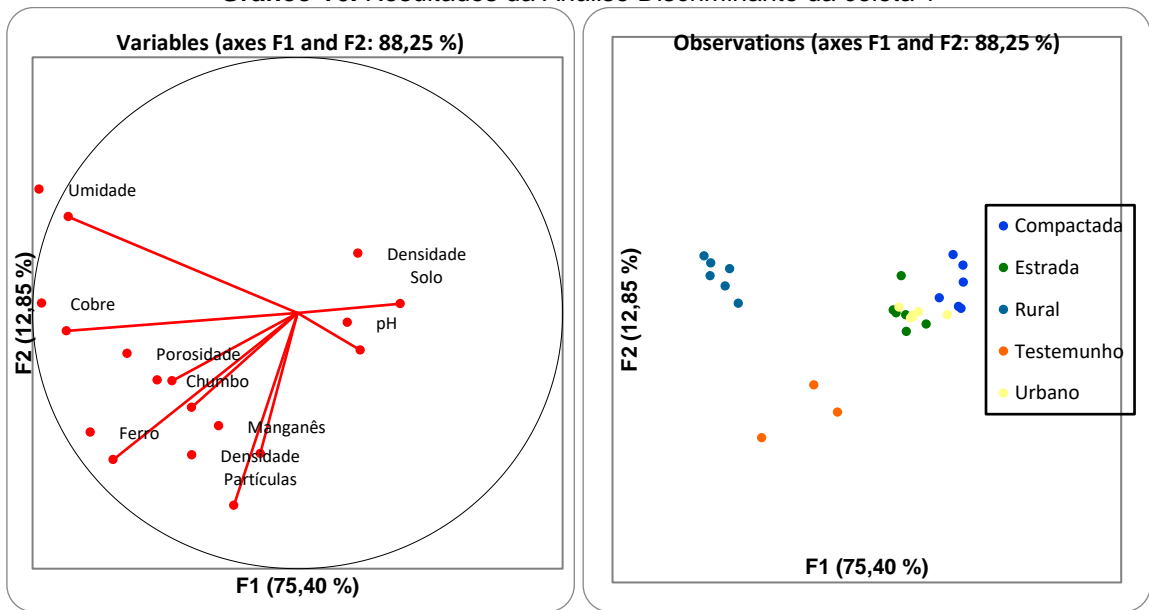 Variables (axes F1 and F2: 88,25 %)
Umidade
Densidade
Solo
Cobre
pH
Porosidade
Chumbo
Ferro
Manganês
Densidade
Partículas
F2 (12,85 %)
F1 (75,40 %)
Observations (axes F1 and F2: 88,25 %)
Compactada
Estrada
Rural
Testemunho
Urbano
F2 (12,85 %)
F1 (75,40 %)